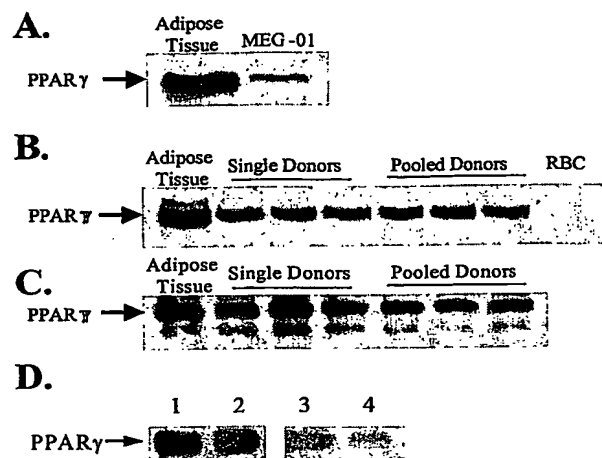 A.
Adipose
Tissue MEG-01
PPARγ
B.
Adipose
Tissue Single Donors Pooled Donors RBC
PPARγ
C.
Adipose
Tissue Single Donors Pooled Donors
PPARγ
D.
1 2 3 4
PPARγ